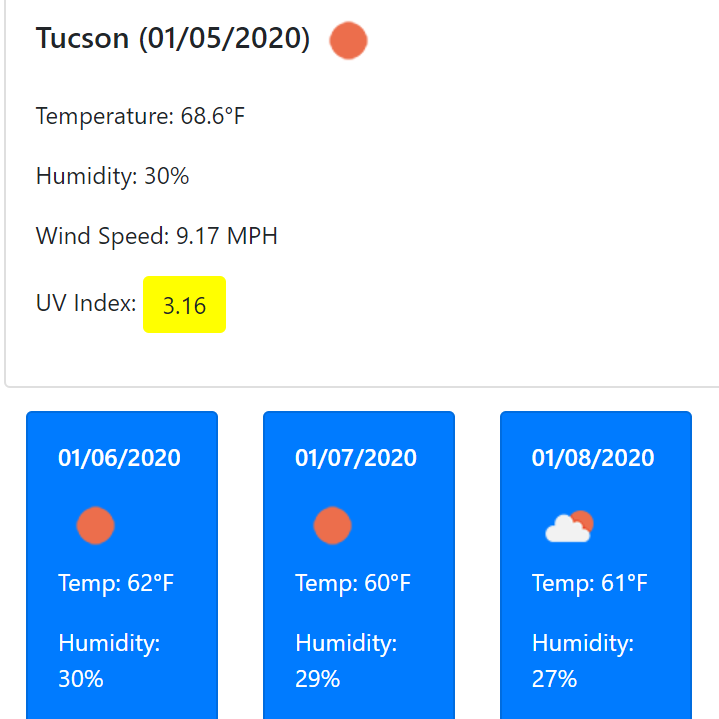 Tucson (01/05/2020)
Temperature: 68.6°F
Humidity: 30%
Wind Speed: 9.17 MPH
UV Index: 3.16
01/06/2020
Temp: 62°F
Humidity:
30%
01/07/2020
Temp: 60°F
Humidity:
29%
01/08/2020
Temp: 61°F
Humidity:
27%